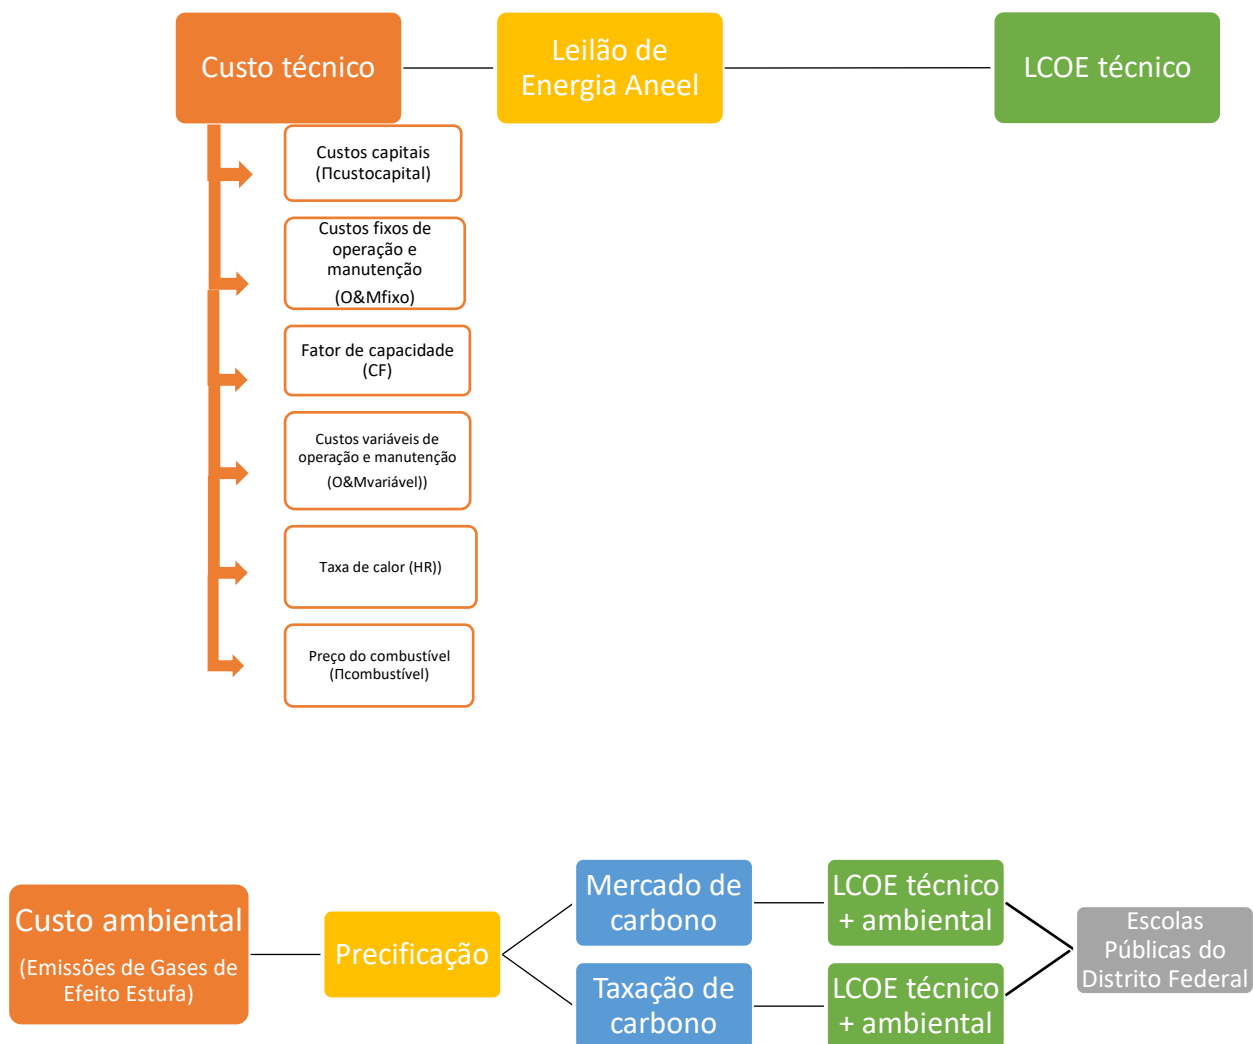 Custo técnico
Leilão de
Energia Aneel
LCOE técnico
Custos capitais
(Πcustocapital)
Custos fixos de
operação e
manutenção
(O&Mfixo)
Fator de capacidade
(CF)
Custos variáveis de
operação e manutenção
(O&Mvariável))
Taxa de calor (HR))
Preço do combustível
(Πcombustível)
Custo ambiental
(Emissões de Gases de
Efeito Estufa)
Precificação
Mercado de
carbono
LCOE técnico
+ ambiental
Taxação de
carbono
LCOE técnico
+ ambiental
Escolas
Públicas do
Distrito Federal